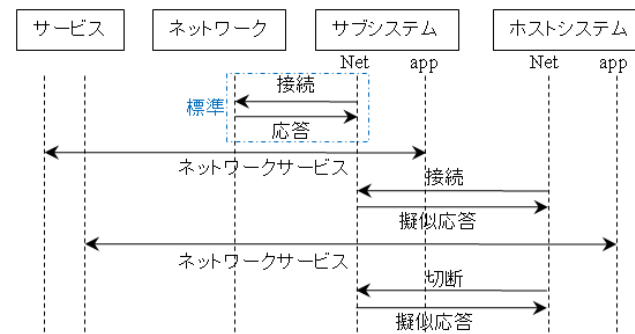 サービス
ネットワーク
サブシステム
ホストシステム
Net
app
Net
app
接続
標準
応答
ネットワークサービス
接続
擬似応答
ネットワークサービス
切断
擬似応答